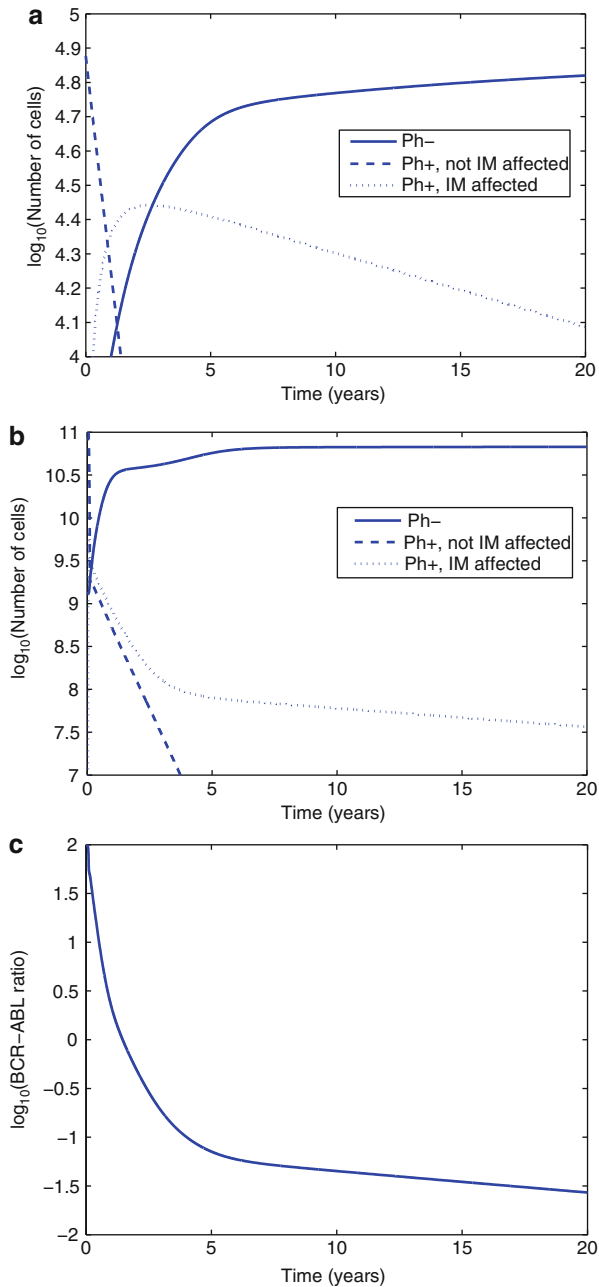 a
5
4.9
4.8
4.7
4.6
4.5
4.4
4.3
4.2
4.1
4
log10(Number of cells)
Ph−
Ph+, not IM affected
Ph+, IM affected
0 5 10 15 20
Time (years)
b
11
10.5
10
9.5
9
8.5
8
7.5
7
log10(Number of cells)
Ph−
Ph+, not IM affected
Ph+, IM affected
0 5 10 15 20
Time (years)
c
2
1.5
1
0.5
0
−0.5
−1
−1.5
−2
log10(BCR−ABL ratio)
0 5 10 15 20
Time (years)